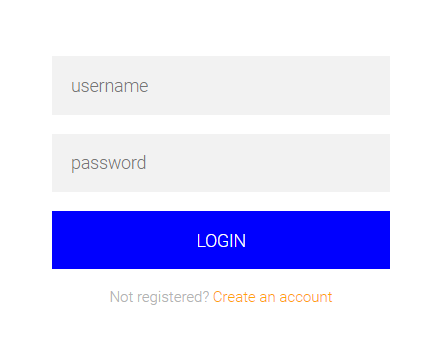 username
password
LOGIN
Not registered? Create an account